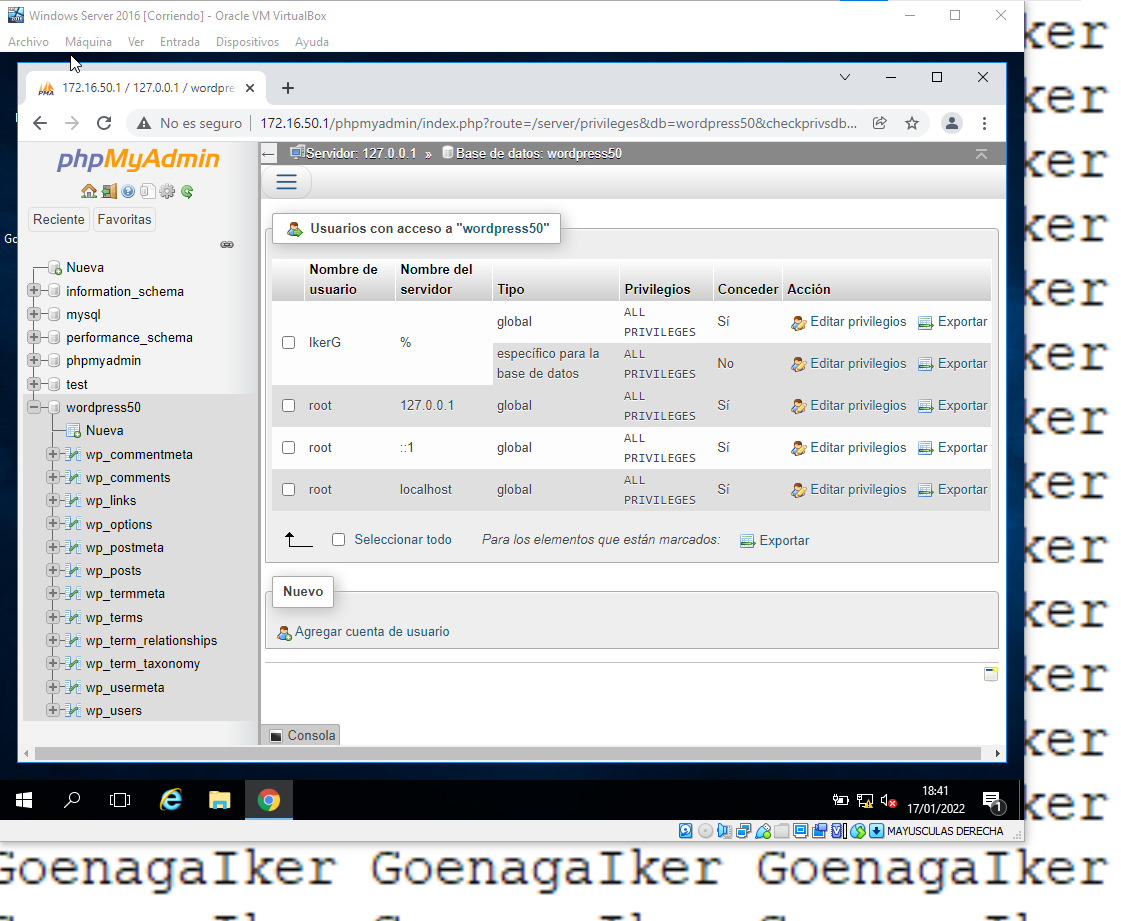 Windows Server 2016 [Corriendo] - Oracle VM VirtualBox
Archivo Máquina Ver Entrada Dispositivos Ayuda
172.16.50.1 / 127.0.0.1 / wordpre
No es seguro 172.16.50.1/phpmyadmin/index.php?route=/server/privileges&db=wordpress50&checkprivsdb...
phpMyAdmin
Reciente Favoritas
Nueva
information_schema
mysql
performance_schema
phpmyadmin
test
wordpress50
Nueva
wp_commentmeta
wp_comments
wp_links
wp_options
wp_postmeta
wp_posts
wp_termmeta
wp_terms
wp_term_relationships
wp_term_taxonomy
wp_usermeta
wp_users
Servidor: 127.0.0.1 » Base de datos: wordpress50
Usuarios con acceso a "wordpress50"
Nombre de usuario Nombre del servidor Tipo Privilegios Conceder Acción
IkerG % global ALL PRIVILEGES Sí Editar privilegios Exportar
específico para la base de datos ALL PRIVILEGES No Editar privilegios Exportar
root 127.0.0.1 global ALL PRIVILEGES Sí Editar privilegios Exportar
root ::1 global ALL PRIVILEGES Sí Editar privilegios Exportar
root localhost global ALL PRIVILEGES Sí Editar privilegios Exportar
Seleccionar todo Para los elementos que están marcados: Exportar
Nuevo
Agregar cuenta de usuario
Consola
18:41
17/01/2022
1
MAYUSCULAS DERECHA
ker
ker
ker
ker
ker
ker
ker
ker
ker
ker
ker
ker
ker
GoenagaIker GoenagaIker GoenagaIker